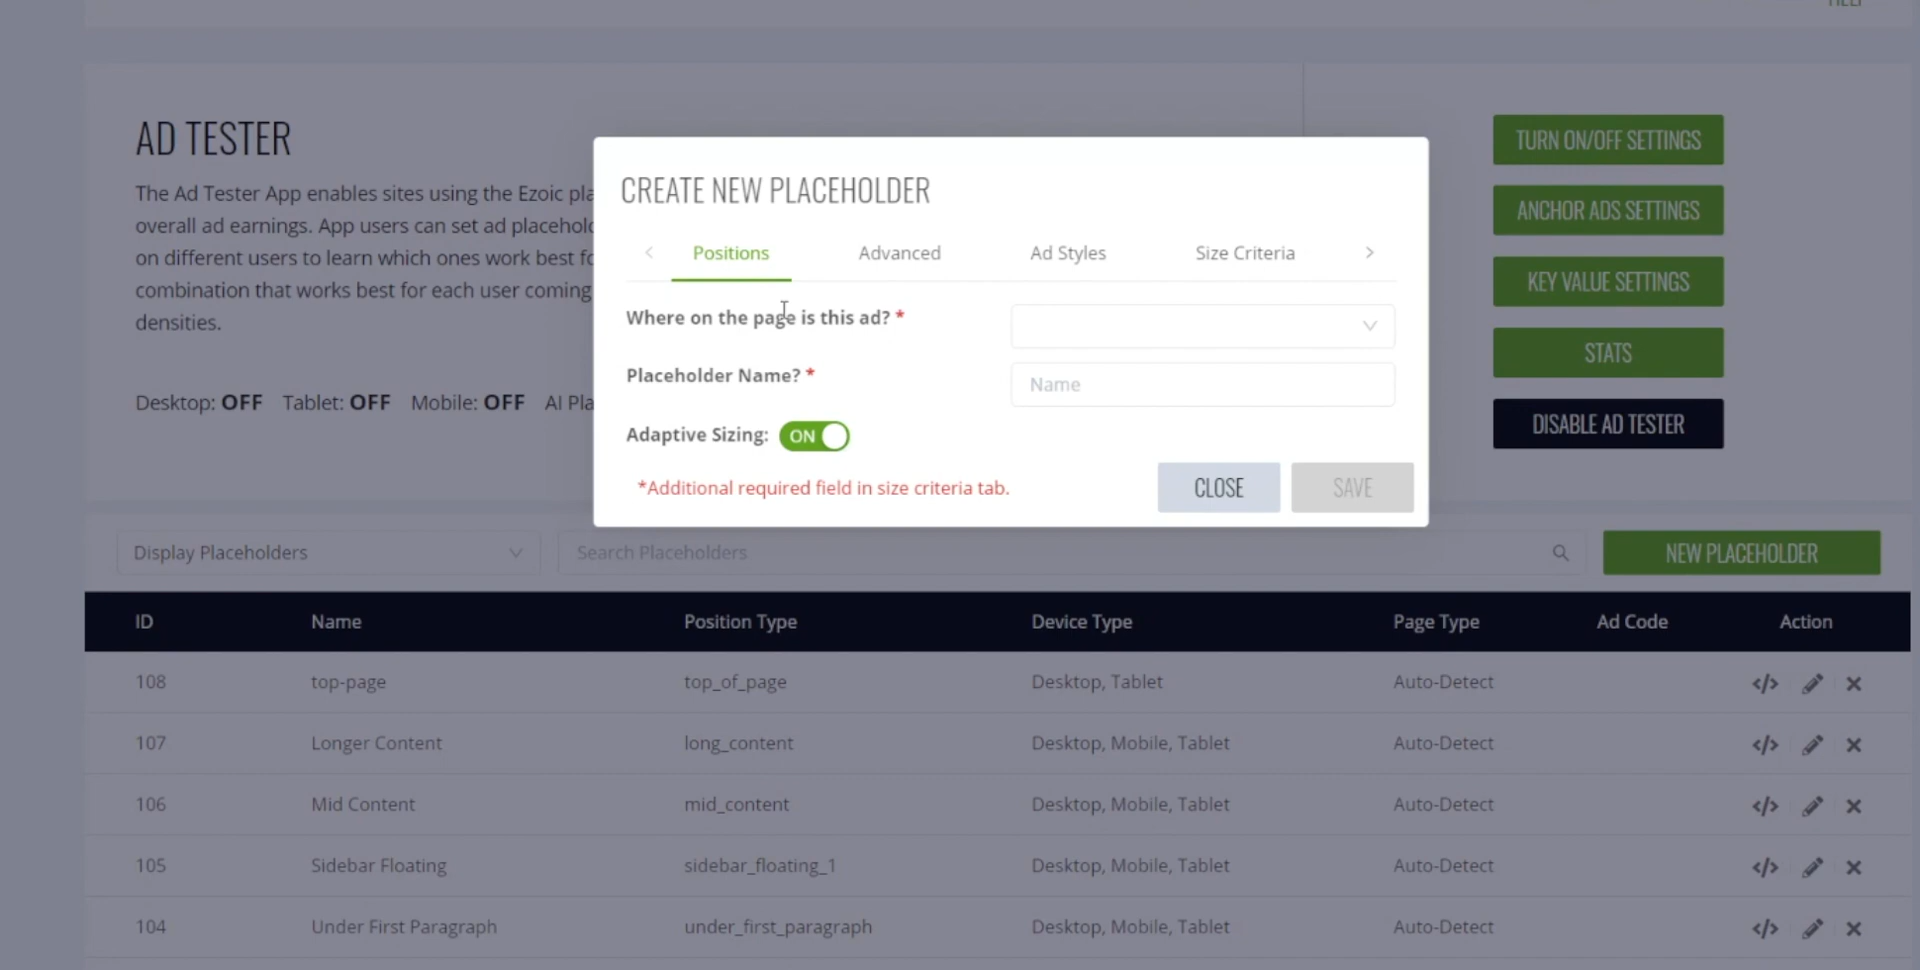 AD TESTER
The Ad Tester App enables sites using the Ezoic pla
overall ad earnings. App users can set ad placehol
on different users to learn which ones work best fo
combination that works best for each user coming
densities.
Desktop: OFF Tablet: OFF Mobile: OFF AI Pla
CREATE NEW PLACEHOLDER
Positions Advanced Ad Styles Size Criteria
Where on the page is this ad? *
Placeholder Name? * Name
Adaptive Sizing: ON
*Additional required field in size criteria tab.
CLOSE SAVE
TURN ON/OFF SETTINGS
ANCHOR ADS SETTINGS
KEY VALUE SETTINGS
STATS
DISABLE AD TESTER
Display Placeholders Search Placeholders NEW PLACEHOLDER
ID Name Position Type Device Type Page Type Ad Code Action
108 top-page top_of_page Desktop, Tablet Auto-Detect </>
107 Longer Content long_content Desktop, Mobile, Tablet Auto-Detect </>
106 Mid Content mid_content Desktop, Mobile, Tablet Auto-Detect </>
105 Sidebar Floating sidebar_floating_1 Desktop, Mobile, Tablet Auto-Detect </>
104 Under First Paragraph under_first_paragraph Desktop, Mobile, Tablet Auto-Detect </>